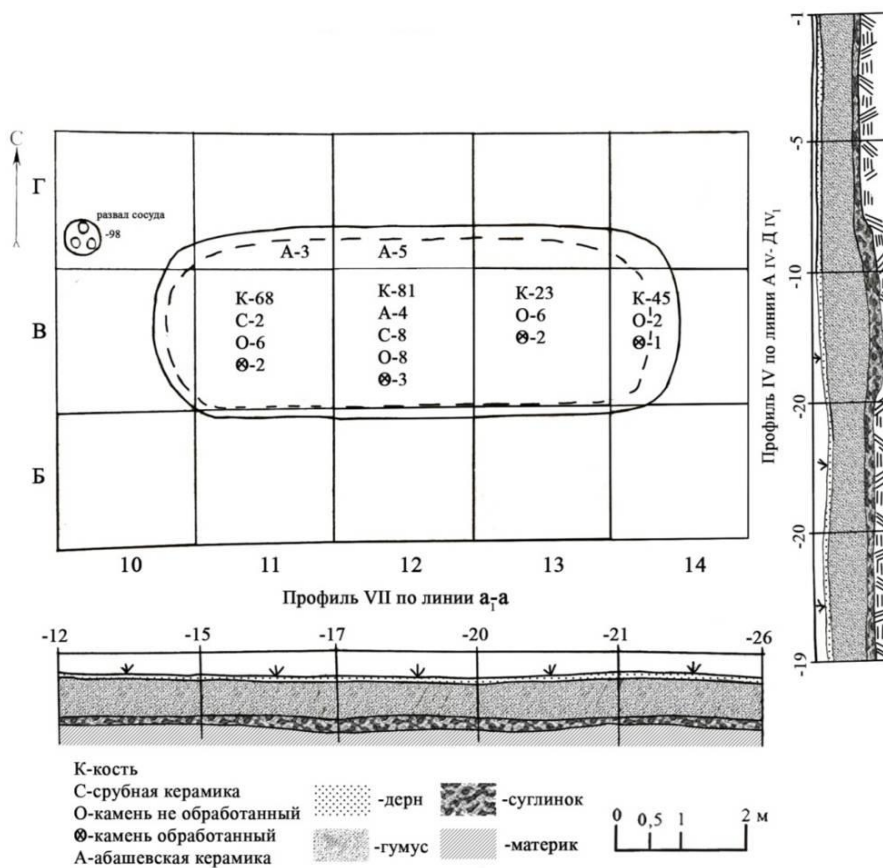 С
Г
развал сосуда
-98
А-3 А-5
В
К-68 К-81 К-23 К-45
С-2 А-4 О-6 О-2
О-6 С-8 ⊗-2 ⊗-1
⊗-2 О-8
⊗-3
Б
10 11 12 13 14
Профиль VII по линии а₁-а
-12 -15 -17 -20 -21 -26
Профиль IV по линии А IV- Д IV₁
-1
-5
-10
-20
-20
-19
К-кость
С-срубная керамика
О-камень не обработанный
⊗-камень обработанный
А-абашевская керамика
-дерн
-суглинок
-гумус
-материк
0 0,5 1 2 м